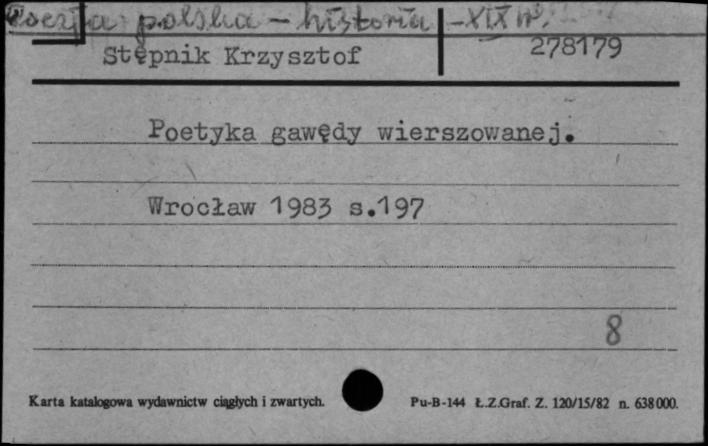 Poezja polska - historia - XIX w.
Stępnik Krzysztof 278179
Poetyka gawędy wierszowanej.
Wrocław 1983 s.197
8
Karta katalogowa wydawnictw ciągłych i zwartych. Pu-B-144 Ł.Z.Graf. Z. 120/15/82 n. 638000.